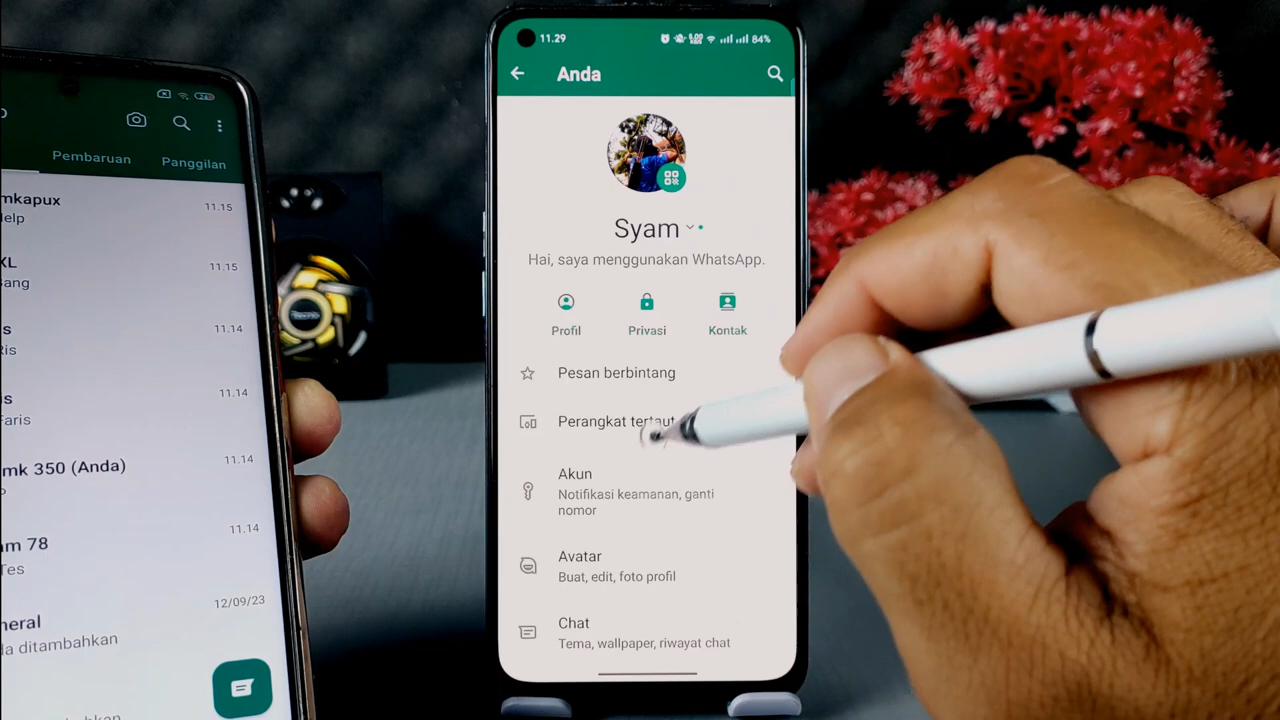 Pembaruan
Panggilan
mkapux
11.15
Help
XL
11.15
Bang
11.14
Ris
11.14
Faris
mk 350 (Anda)
11.14
am 78
11.14
Tes
neral
12/09/23
da ditambahkan
11.29
84%
Anda
Syam
Hai, saya menggunakan WhatsApp.
Profil
Privasi
Kontak
Pesan berbintang
Perangkat tertaut
Akun
Notifikasi keamanan, ganti
nomor
Avatar
Buat, edit, foto profil
Chat
Tema, wallpaper, riwayat chat